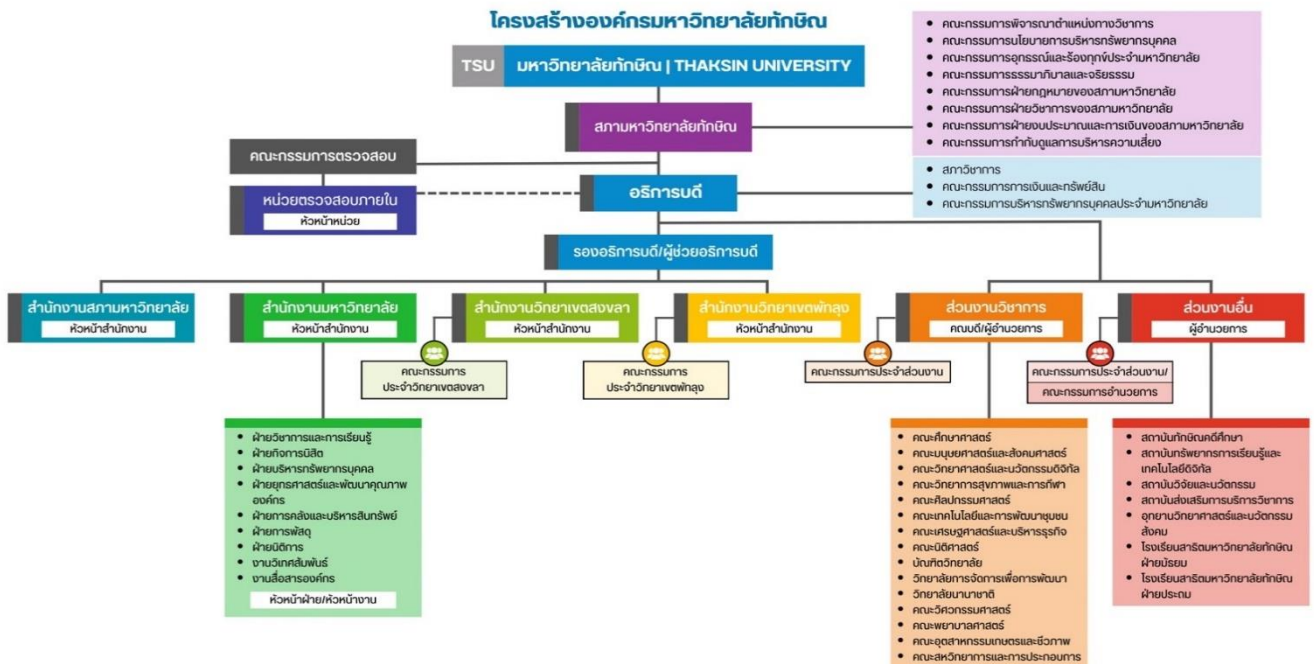 โครงสร้างองค์กรมหาวิทยาลัยทักษิณ
TSU มหาวิทยาลัยทักษิณ | THAKSIN UNIVERSITY
สภามหาวิทยาลัยทักษิณ
• คณะกรรมการพิจารณาตำแหน่งทางวิชาการ
• คณะกรรมการนโยบายการบริหารทรัพยากรบุคคล
• คณะกรรมการอุทธรณ์และร้องทุกข์ประจำมหาวิทยาลัย
• คณะกรรมการธรรมาภิบาลและจริยธรรม
• คณะกรรมการฝ่ายกฎหมายของสภามหาวิทยาลัย
• คณะกรรมการฝ่ายวิชาการของสภามหาวิทยาลัย
• คณะกรรมการฝ่ายงบประมาณและการเงินของสภามหาวิทยาลัย
• คณะกรรมการกำกับดูแลการบริหารความเสี่ยง
คณะกรรมการตรวจสอบ
หน่วยตรวจสอบภายใน
หัวหน้าหน่วย
อธิการบดี
• สภาวิชาการ
• คณะกรรมการการเงินและทรัพย์สิน
• คณะกรรมการบริหารทรัพยากรบุคคลประจำมหาวิทยาลัย
รองอธิการบดี/ผู้ช่วยอธิการบดี
สำนักงานสภามหาวิทยาลัย
หัวหน้าสำนักงาน
สำนักงานมหาวิทยาลัย
หัวหน้าสำนักงาน
สำนักงานวิทยาเขตสงขลา
หัวหน้าสำนักงาน
สำนักงานวิทยาเขตพัทลุง
หัวหน้าสำนักงาน
ส่วนงานวิชาการ
คณบดี/ผู้อำนวยการ
ส่วนงานอื่น
ผู้อำนวยการ
คณะกรรมการ
ประจำวิทยาเขตสงขลา
คณะกรรมการ
ประจำวิทยาเขตพัทลุง
คณะกรรมการประจำส่วนงาน
คณะกรรมการประจำส่วนงาน/
คณะกรรมการอำนวยการ
• ฝ่ายวิชาการและการเรียนรู้
• ฝ่ายกิจการนิสิต
• ฝ่ายบริหารทรัพยากรบุคคล
• ฝ่ายยุทธศาสตร์และพัฒนาคุณภาพ
องค์กร
• ฝ่ายการคลังและบริหารสินทรัพย์
• ฝ่ายการพัสดุ
• ฝ่ายนิติการ
• งานวิเทศสัมพันธ์
• งานสื่อสารองค์กร
หัวหน้าฝ่าย/หัวหน้างาน
• คณะศึกษาศาสตร์
• คณะมนุษยศาสตร์และสังคมศาสตร์
• คณะวิทยาศาสตร์และนวัตกรรมดิจิทัล
• คณะวิทยาการสุขภาพและการกีฬา
• คณะศิลปกรรมศาสตร์
• คณะเทคโนโลยีและการพัฒนาชุมชน
• คณะเศรษฐศาสตร์และบริหารธุรกิจ
• คณะนิติศาสตร์
• บัณฑิตวิทยาลัย
• วิทยาลัยการจัดการเพื่อการพัฒนา
• วิทยาลัยนานาชาติ
• คณะวิศวกรรมศาสตร์
• คณะพยาบาลศาสตร์
• คณะอุตสาหกรรมเกษตรและชีวภาพ
• คณะสหวิทยาการและการประกอบการ
• สถาบันทักษิณคดีศึกษา
• สถาบันทรัพยากรการเรียนรู้และ
เทคโนโลยีดิจิทัล
• สถาบันวิจัยและนวัตกรรม
• สถาบันส่งเสริมการบริการวิชาการ
• อุทยานวิทยาศาสตร์และนวัตกรรม
สังคม
• โรงเรียนสาธิตมหาวิทยาลัยทักษิณ
ฝ่ายมัธยม
• โรงเรียนสาธิตมหาวิทยาลัยทักษิณ
ฝ่ายประถม